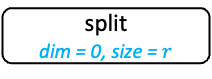 split
dim = 0, size = r